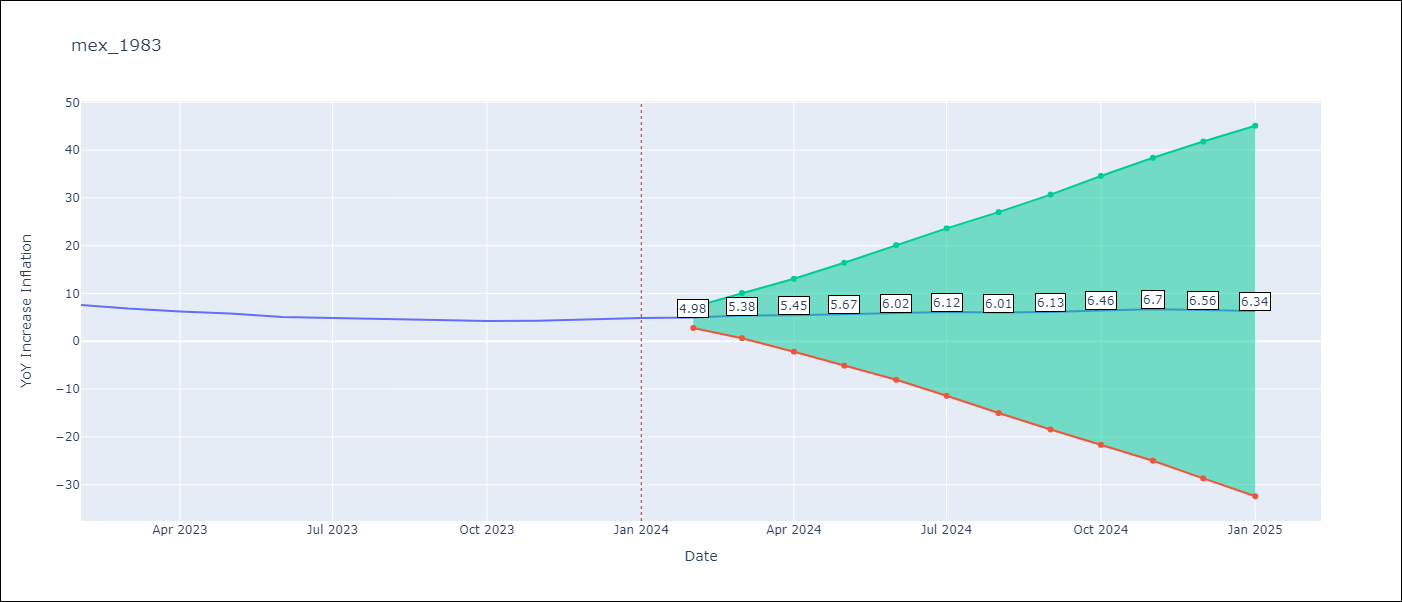 mex_1983
50
40
30
20
10
0
−10
−20
−30
YoY Increase Inflation
4.98 5.38 5.45 5.67 6.02 6.12 6.01 6.13 6.46 6.7 6.56 6.34
Apr 2023 Jul 2023 Oct 2023 Jan 2024 Apr 2024 Jul 2024 Oct 2024 Jan 2025
Date